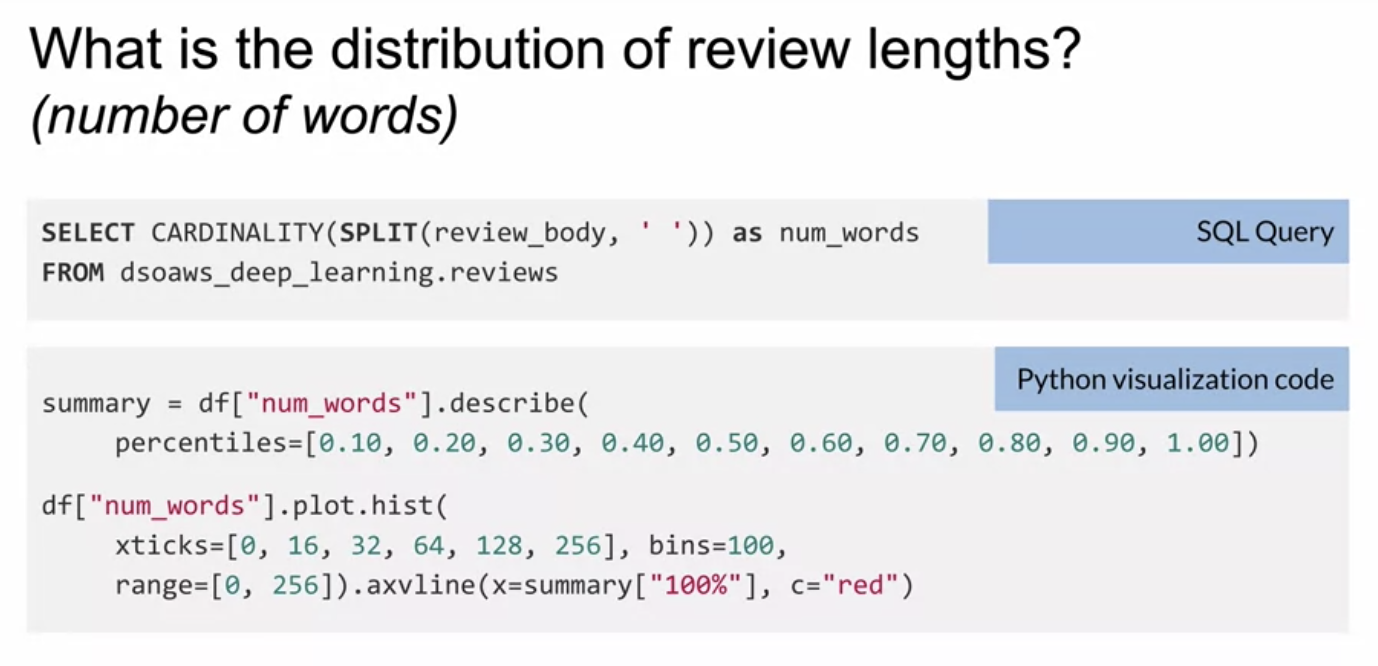 What is the distribution of review lengths?
(number of words)
SELECT CARDINALITY(SPLIT(review_body, ' ')) as num_words
SQL Query
FROM dsoaws_deep_learning.reviews
Python visualization code
summary = df["num_words"].describe(
percentiles=[0.10, 0.20, 0.30, 0.40, 0.50, 0.60, 0.70, 0.80, 0.90, 1.00])
df["num_words"].plot.hist(
xticks=[0, 16, 32, 64, 128, 256], bins=100,
range=[0, 256]).axvline(x=summary["100%"], c="red")